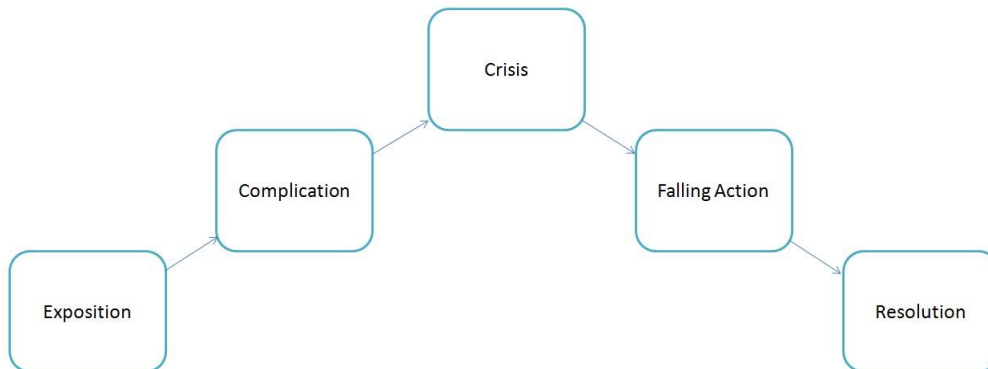 Exposition
Complication
Crisis
Falling Action
Resolution